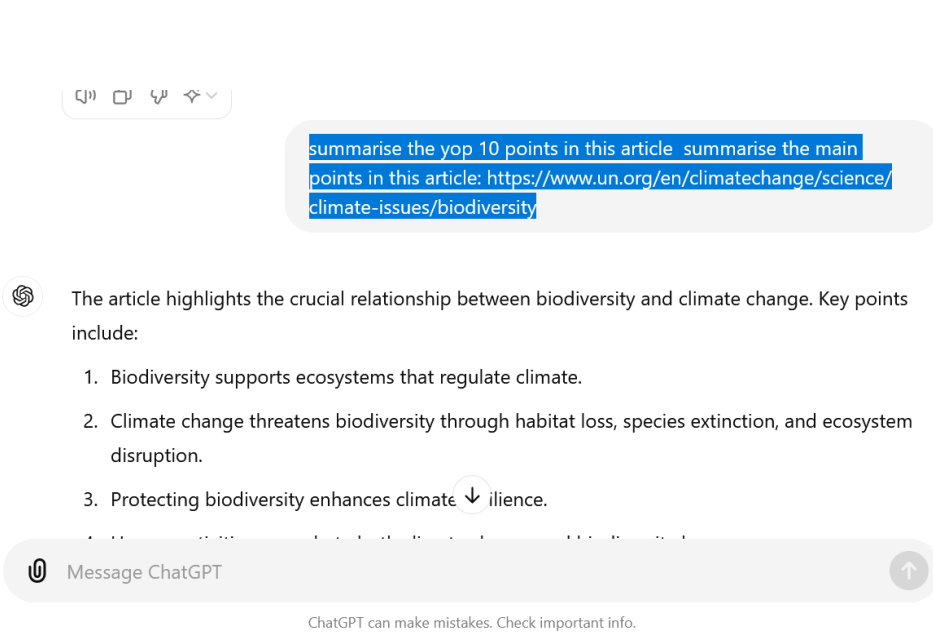 summarise the yop 10 points in this article  summarise the main
points in this article: https://www.un.org/en/climatechange/science/
climate-issues/biodiversity
The article highlights the crucial relationship between biodiversity and climate change. Key points
include:
1. Biodiversity supports ecosystems that regulate climate.
2. Climate change threatens biodiversity through habitat loss, species extinction, and ecosystem
disruption.
3. Protecting biodiversity enhances climate ilience.
Message ChatGPT
ChatGPT can make mistakes. Check important info.